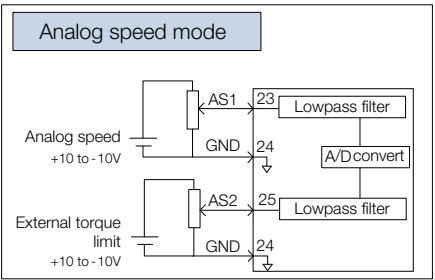 Analog speed mode
AS1 23 Lowpass filter
Analog speed
+10 to -10V
GND 24
A/D convert
AS2 25 Lowpass filter
External torque
limit
+10 to -10V
GND 24